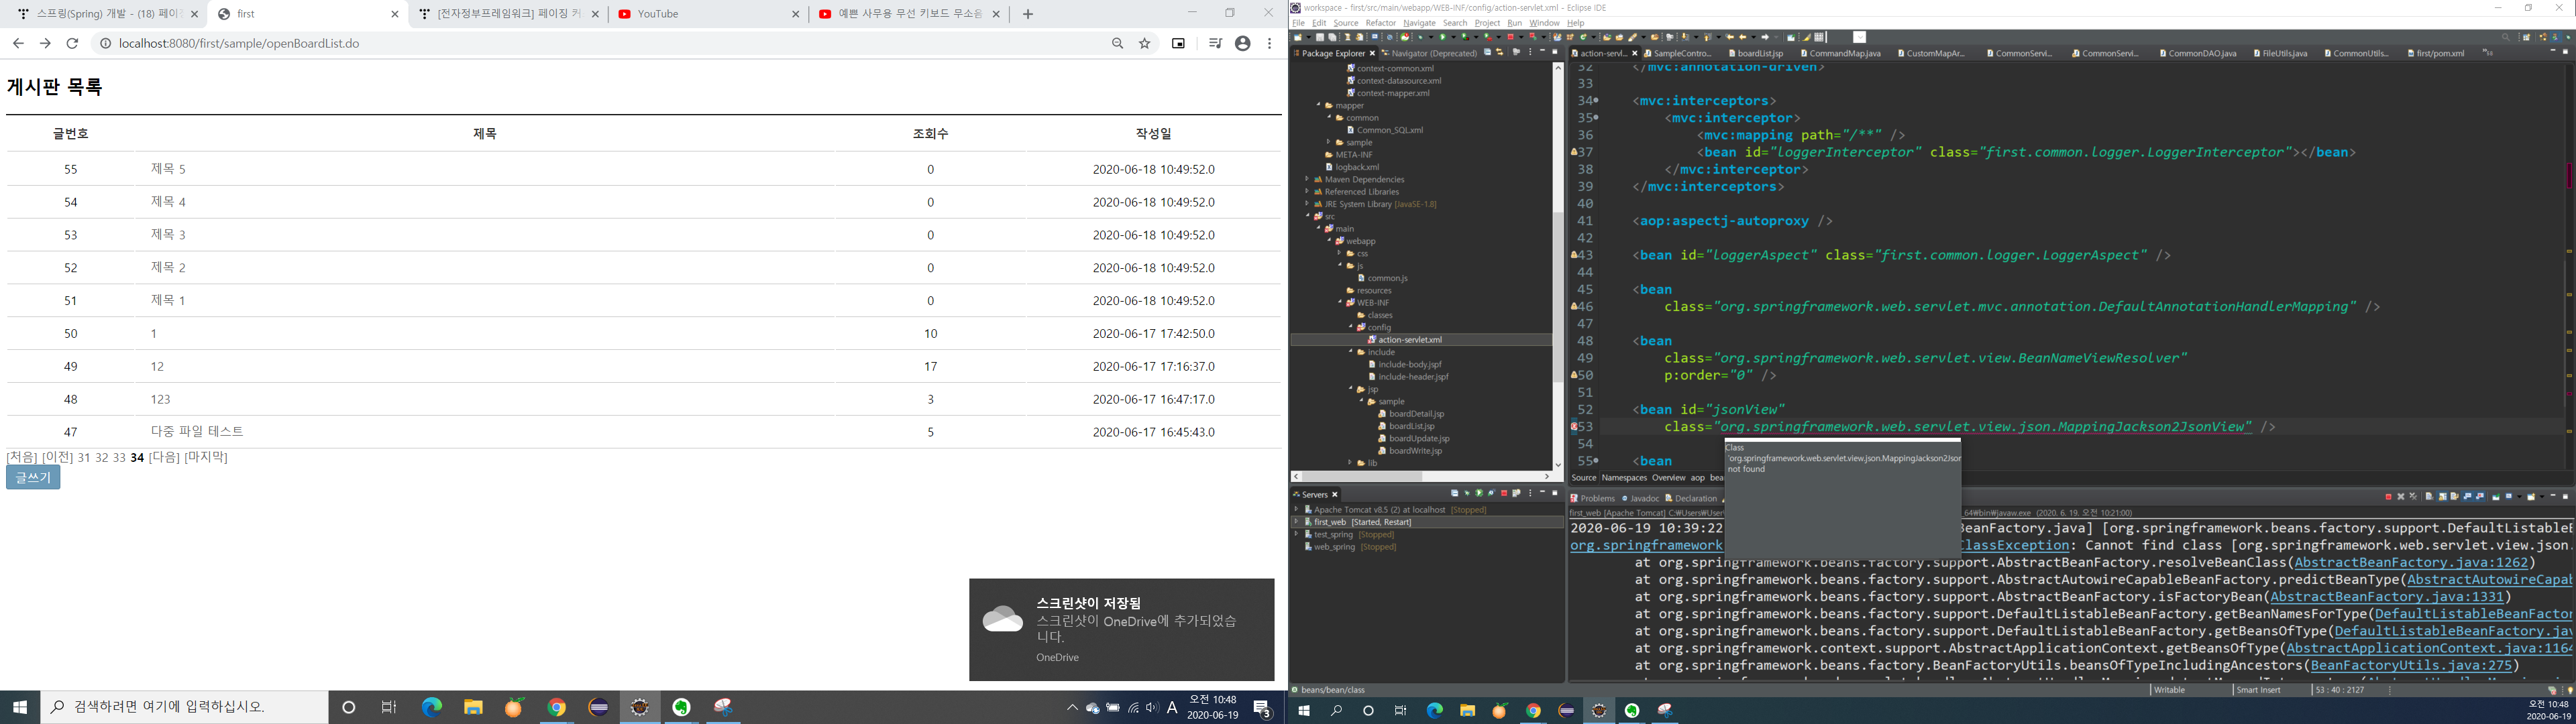 스프링(Spring) 개발 - (18) 페이징
first
[전자정부프레임워크] 페이징 커
YouTube
예쁜 사무용 무선 키보드 무소음
localhost:8080/first/sample/openBoardList.do
게시판 목록
글번호 제목 조회수 작성일
55 제목 5 0 2020-06-18 10:49:52.0
54 제목 4 0 2020-06-18 10:49:52.0
53 제목 3 0 2020-06-18 10:49:52.0
52 제목 2 0 2020-06-18 10:49:52.0
51 제목 1 0 2020-06-18 10:49:52.0
50 1 10 2020-06-17 17:42:50.0
49 12 17 2020-06-17 17:16:37.0
48 123 3 2020-06-17 16:47:17.0
47 다중 파일 테스트 5 2020-06-17 16:45:43.0
[처음] [이전] 31 32 33 34 [다음] [마지막]
글쓰기
스크린샷이 저장됨
스크린샷이 OneDrive에 추가되었습
니다.
OneDrive
검색하려면 여기에 입력하십시오.
A
오전 10:48
2020-06-19
3
workspace - first/src/main/webapp/WEB-INF/config/action-servlet.xml - Eclipse IDE
File Edit Source Refactor Navigate Search Project Run Window Help
Package Explorer
Navigator (Deprecated)
context-common.xml
context-datasource.xml
context-mapper.xml
mapper
common
Common_SQL.xml
sample
META-INF
logback.xml
Maven Dependencies
Referenced Libraries
JRE System Library [JavaSE-1.8]
src
main
webapp
css
js
common.js
resources
WEB-INF
classes
config
action-servlet.xml
include
include-body.jspf
include-header.jspf
jsp
sample
boardDetail.jsp
boardList.jsp
boardUpdate.jsp
boardWrite.jsp
lib
Servers
Apache Tomcat v8.5 (2) at localhost [Stopped]
first_web [Started, Restart]
test_spring [Stopped]
web_spring [Stopped]
action-servl...
SampleContro...
boardList.jsp
CommandMap.java
CustomMapAr...
CommonServi...
CommonServi...
CommonDAO.java
FileUtils.java
CommonUtils...
first/pom.xml
32 </mvc:annotation-driven>
33
34 <mvc:interceptors>
35 <mvc:interceptor>
36 <mvc:mapping path="/**" />
37 <bean id="loggerInterceptor" class="first.common.logger.LoggerInterceptor"></bean>
38 </mvc:interceptor>
39 </mvc:interceptors>
40
41 <aop:aspectj-autoproxy />
42
43 <bean id="loggerAspect" class="first.common.logger.LoggerAspect" />
44
45 <bean
46 class="org.springframework.web.servlet.mvc.annotation.DefaultAnnotationHandlerMapping" />
47
48 <bean
49 class="org.springframework.web.servlet.view.BeanNameViewResolver"
50 p:order="0" />
51
52 <bean id="jsonView"
53 class="org.springframework.web.servlet.view.json.MappingJackson2JsonView" />
54
55 <bean
Class
'org.springframework.web.servlet.view.json.MappingJackson2Json
not found
Source Namespaces Overview aop bea
Problems Javadoc Declaration
first_web [Apache Tomcat] C:₩Users₩User₩ _64₩bin₩javaw.exe (2020. 6. 19. 오전 10:21:00)
2020-06-19 10:39:22 BeanFactory.java] [org.springframework.beans.factory.support.DefaultListableB
org.springframework ClassException: Cannot find class [org.springframework.web.servlet.view.json.
at org.springframework.beans.factory.support.AbstractBeanFactory.resolveBeanClass(AbstractBeanFactory.java:1262)
at org.springframework.beans.factory.support.AbstractAutowireCapableBeanFactory.predictBeanType(AbstractAutowireCapab
at org.springframework.beans.factory.support.AbstractBeanFactory.isFactoryBean(AbstractBeanFactory.java:1331)
at org.springframework.beans.factory.support.DefaultListableBeanFactory.getBeanNamesForType(DefaultListableBeanFactor
at org.springframework.beans.factory.support.DefaultListableBeanFactory.getBeansOfType(DefaultListableBeanFactory.jav
at org.springframework.context.support.AbstractApplicationContext.getBeansOfType(AbstractApplicationContext.java:1164
at org.springframework.beans.factory.BeanFactoryUtils.beansOfTypeIncludingAncestors(BeanFactoryUtils.java:275)
beans/bean/class
Writable
Smart Insert
53 : 40 : 2127
오전 10:48
2020-06-19